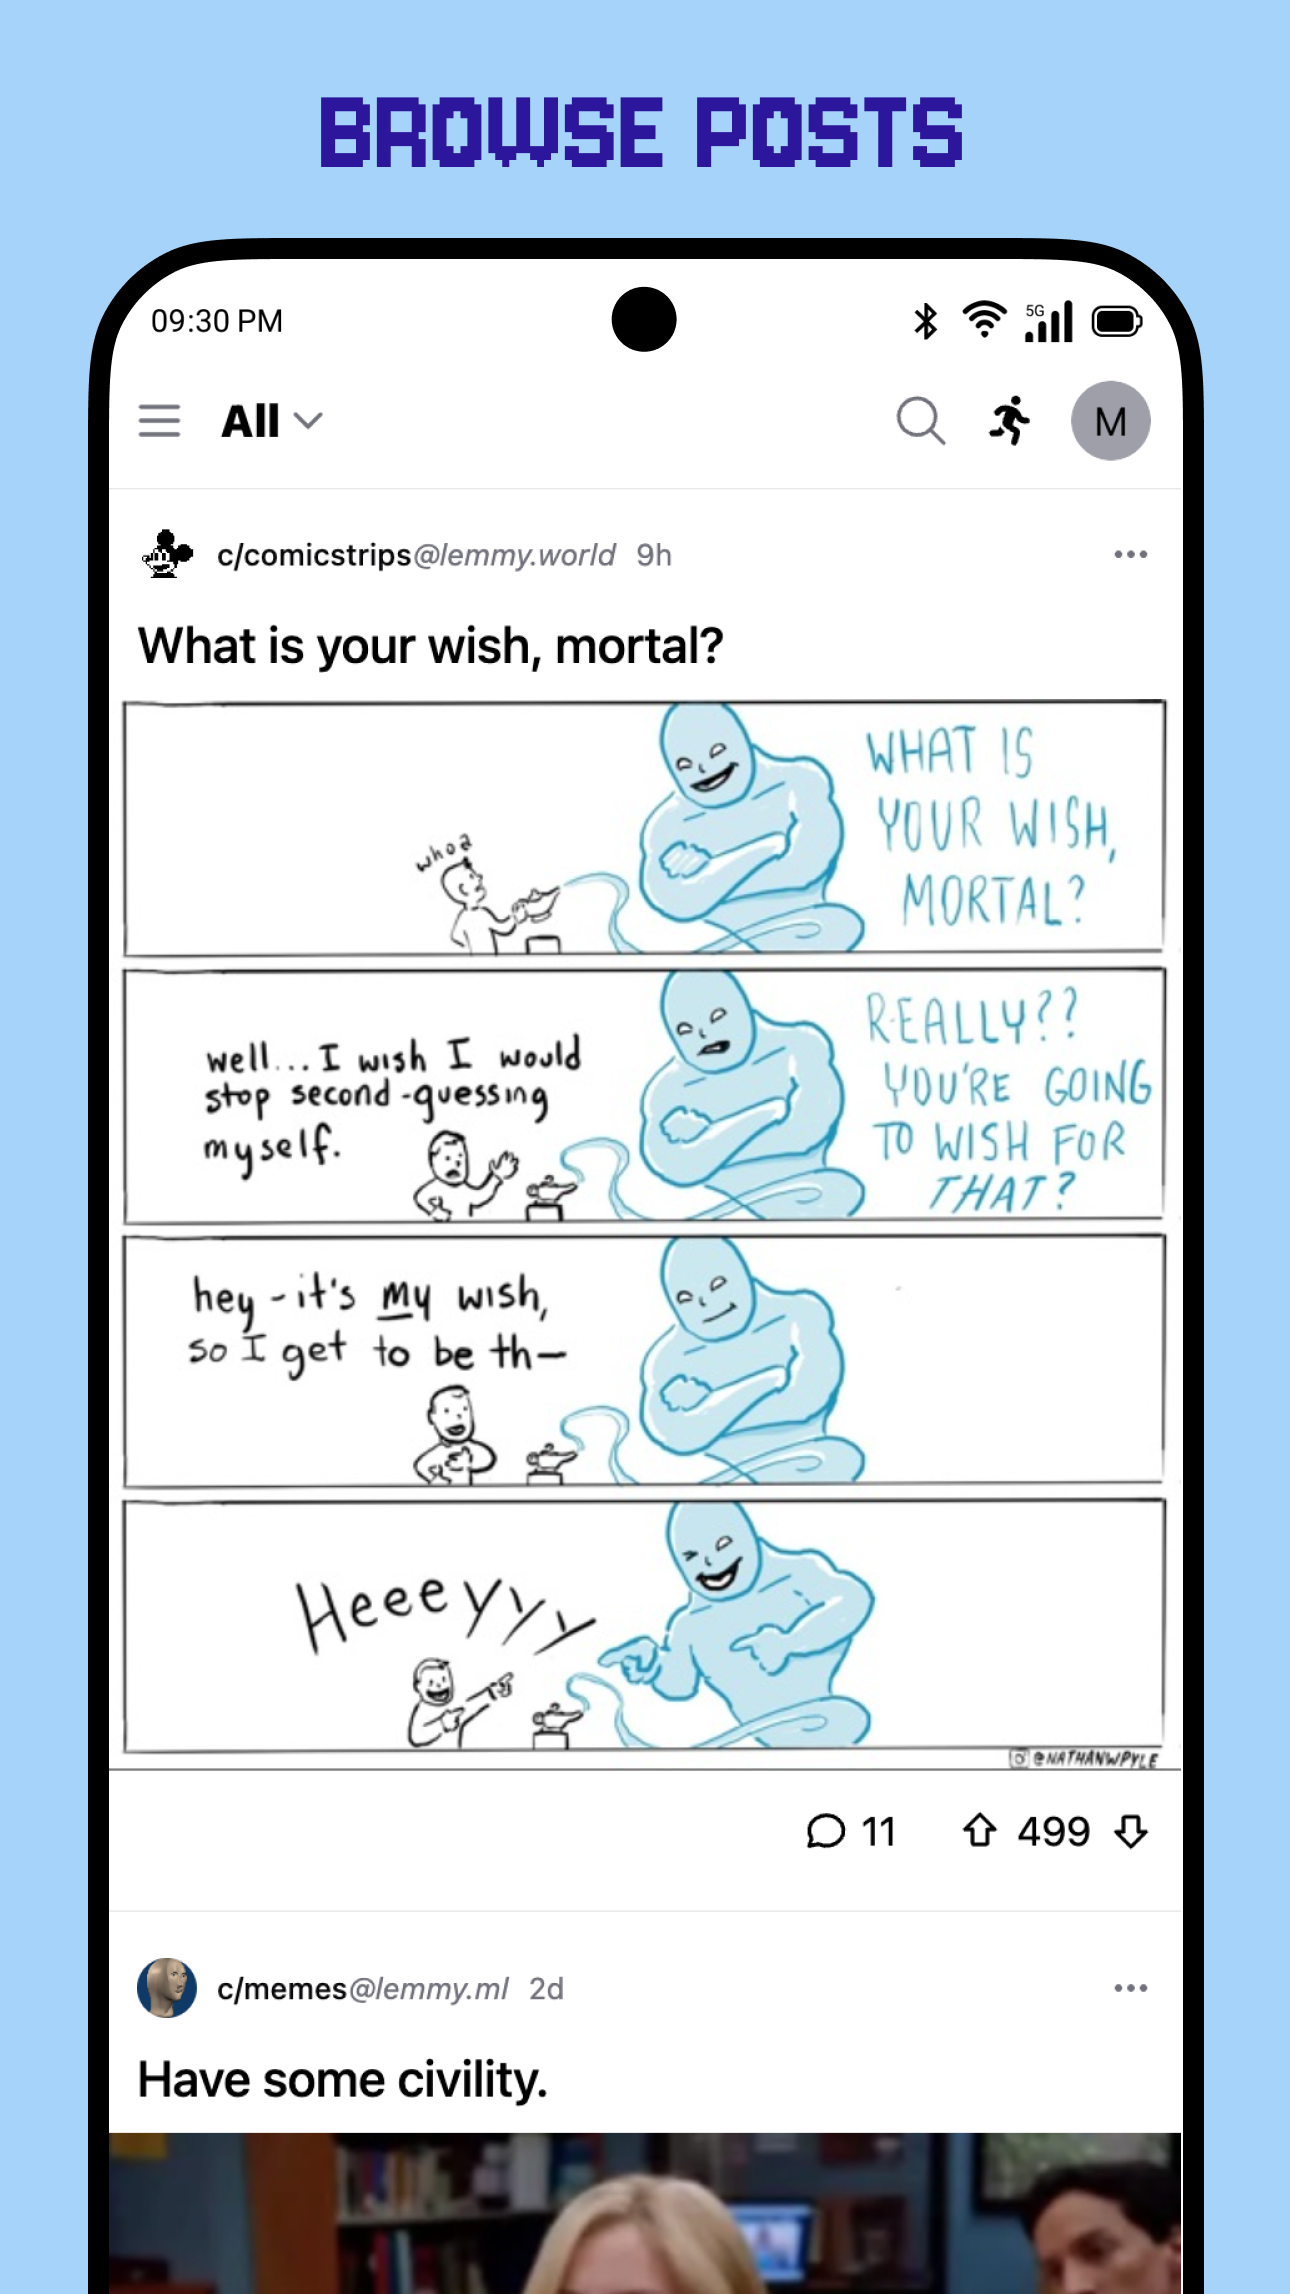 BROWSE POSTS
09:30 PM
5G
All
M
c/comicstrips@lemmy.world 9h
What is your wish, mortal?
whoa
WHAT IS
YOUR WISH,
MORTAL?
well...I wish I would
stop second-guessing
myself.
REALLY??
YOU'RE GOING
TO WISH FOR
THAT?
hey-it's my wish,
so I get to be th—
Heeeyyy
@NATHANWPYLE
11
499
c/memes@lemmy.ml 2d
Have some civility.